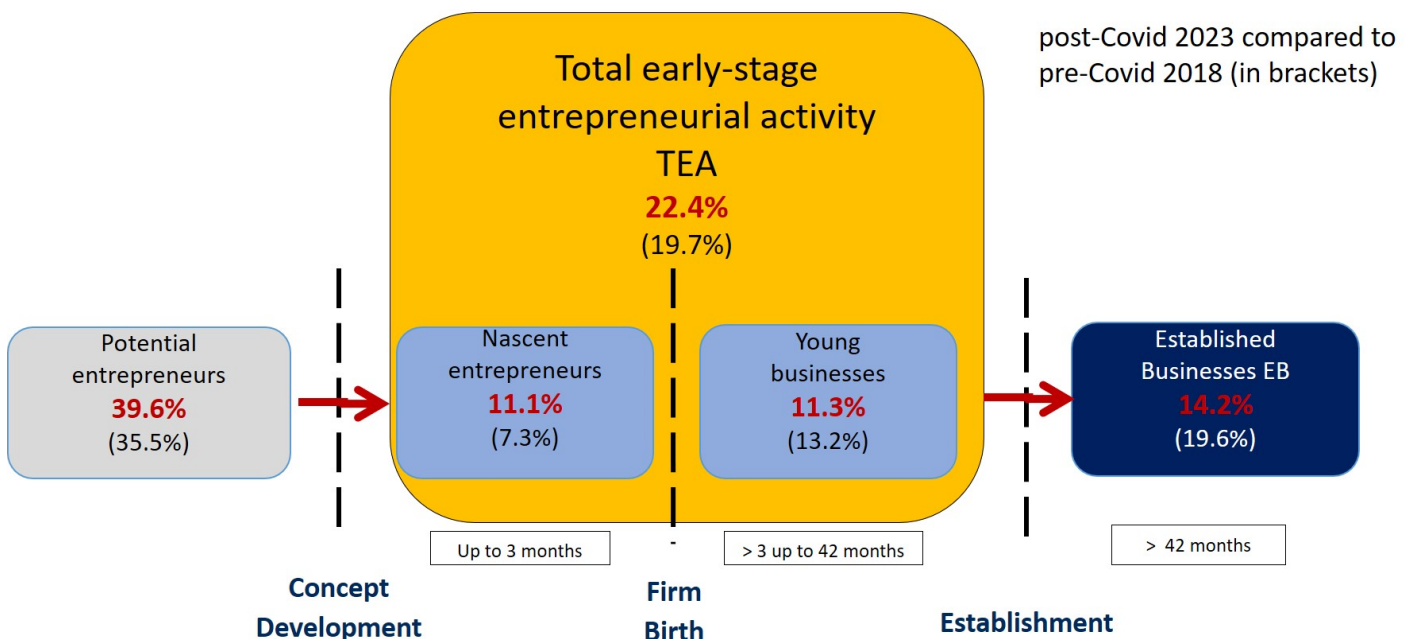 post-Covid 2023 compared to
pre-Covid 2018 (in brackets)
Total early-stage
entrepreneurial activity
TEA
22.4%
(19.7%)
Potential
entrepreneurs
39.6%
(35.5%)
Nascent
entrepreneurs
11.1%
(7.3%)
Young
businesses
11.3%
(13.2%)
Established
Businesses EB
14.2%
(19.6%)
Up to 3 months
-
> 3 up to 42 months
> 42 months
Concept
Development
Firm
Birth
Establishment